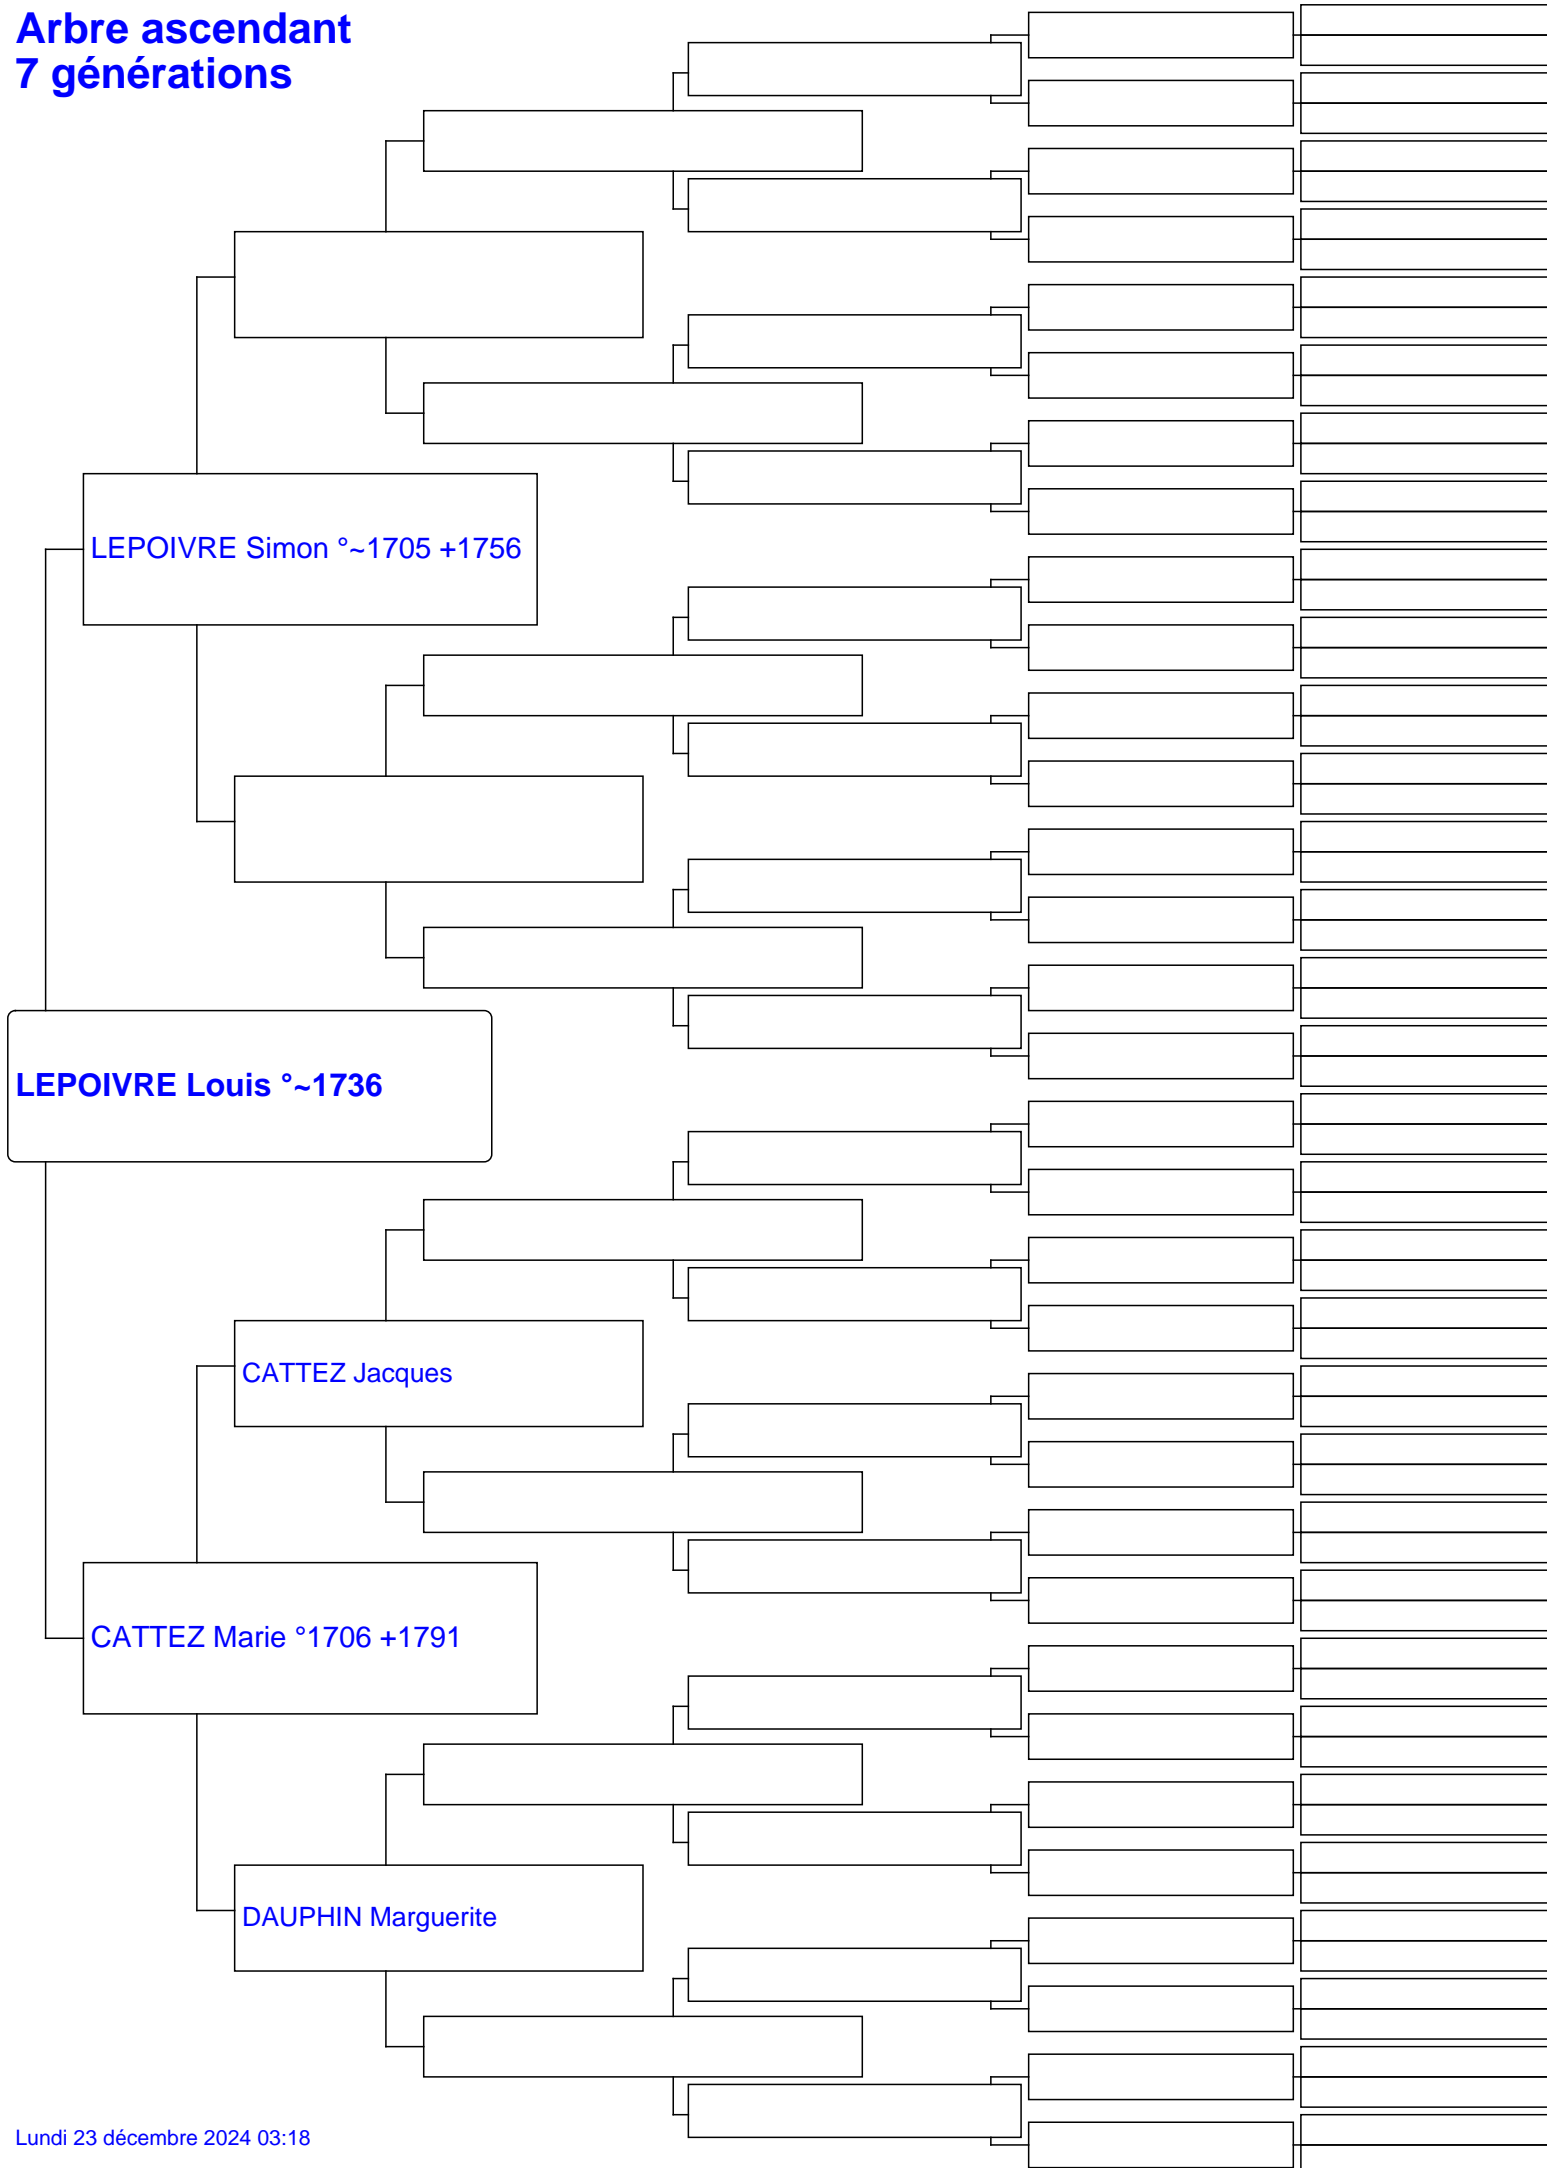 Arbre ascendant
7 générations
LEPOIVRE Simon °~1705 +1756
LEPOIVRE Louis °~1736
CATTEZ Jacques
CATTEZ Marie °1706 +1791
DAUPHIN Marguerite
Lundi 23 décembre 2024 03:18